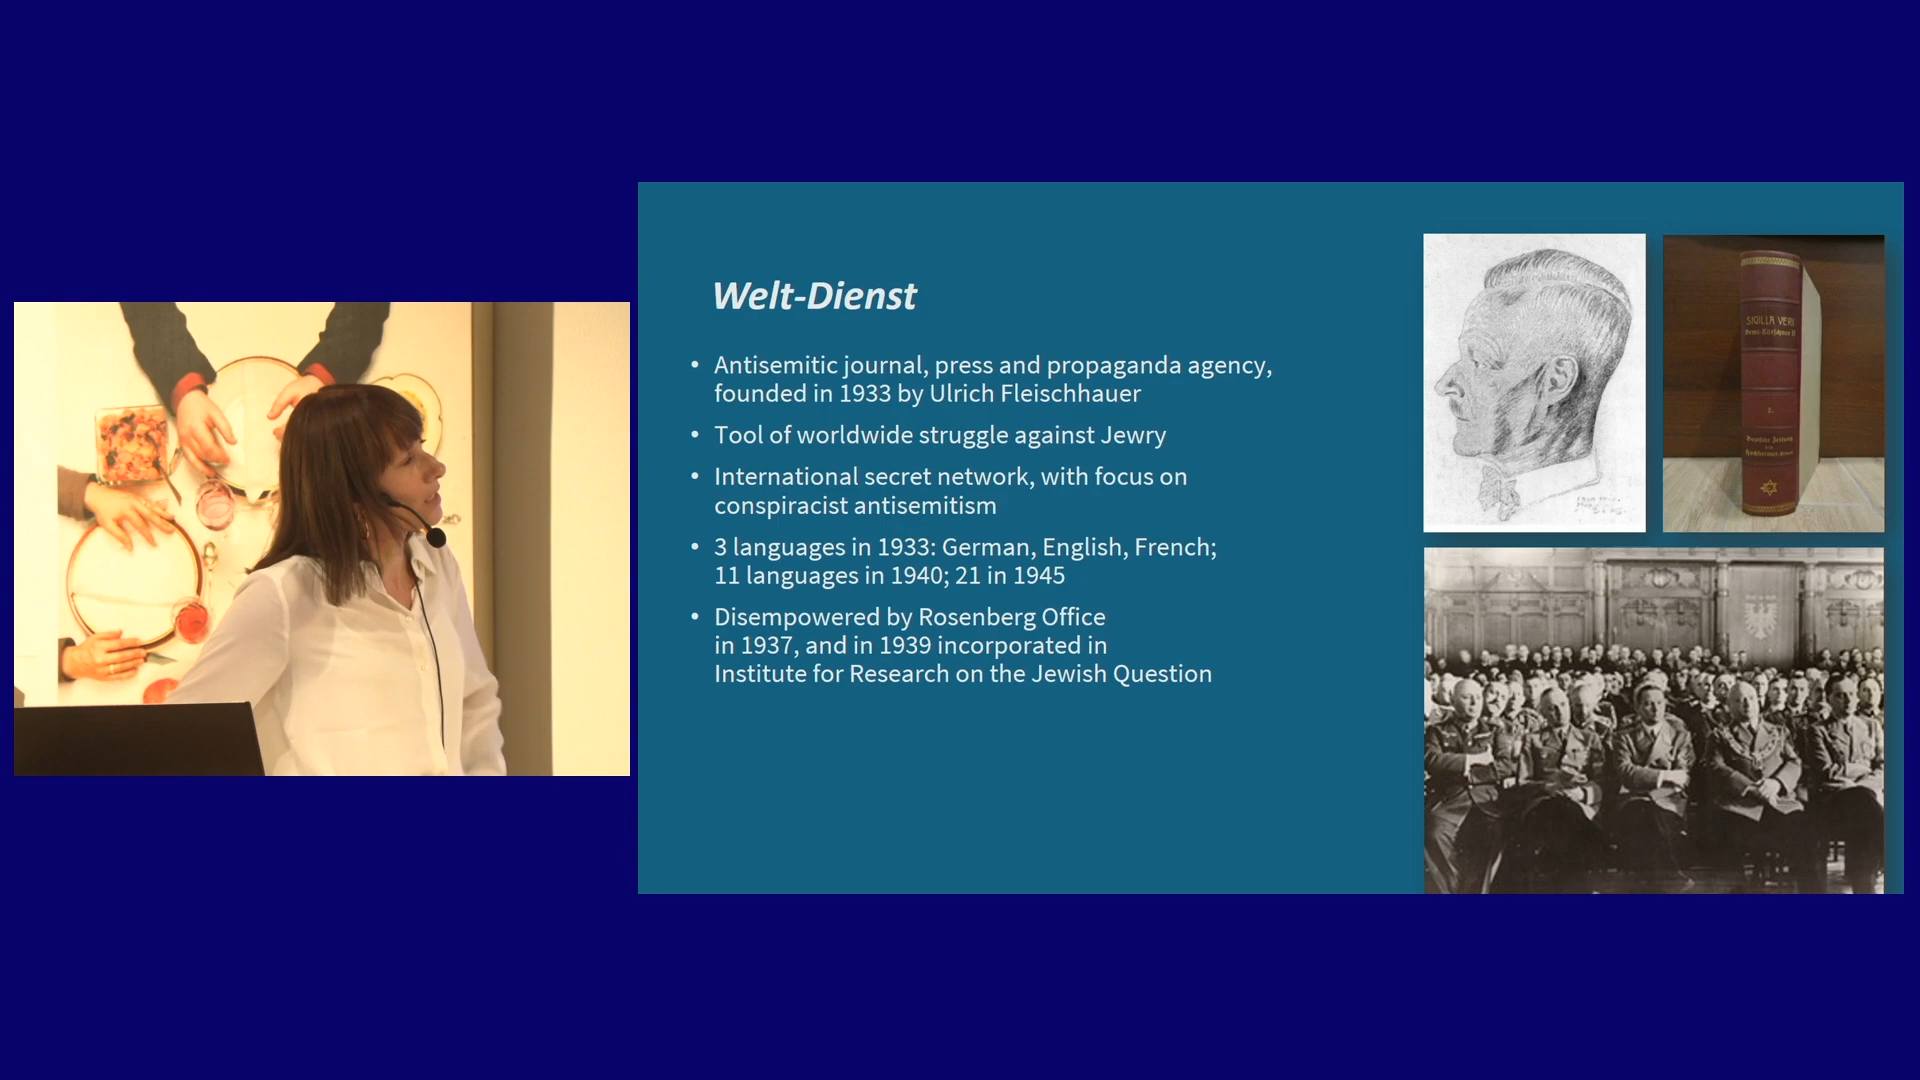 Welt-Dienst
• Antisemitic journal, press and propaganda agency,
founded in 1933 by Ulrich Fleischhauer
• Tool of worldwide struggle against Jewry
• International secret network, with focus on
conspiracist antisemitism
• 3 languages in 1933: German, English, French;
11 languages in 1940; 21 in 1945
• Disempowered by Rosenberg Office
in 1937, and in 1939 incorporated in
Institute for Research on the Jewish Question
SIGILLA VERI